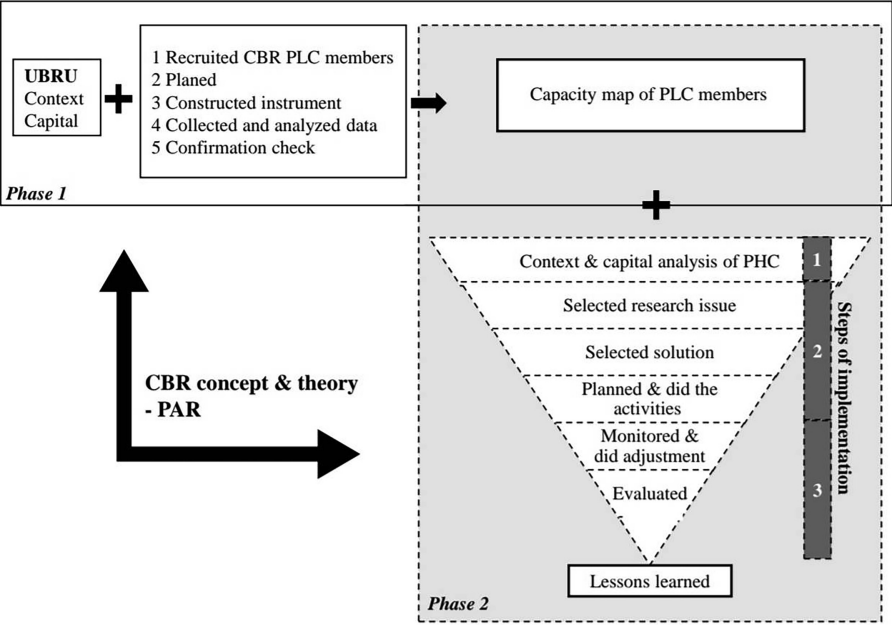 UBRU
Context
Capital
1 Recruited CBR PLC members
2 Planed
3 Constructed instrument
4 Collected and analyzed data
5 Confirmation check
Capacity map of PLC members
Phase 1
Context & capital analysis of PHC
1
Selected research issue
Selected solution
2
Planned & did the
activities
Monitored &
did adjustment
Evaluated
3
Steps of implementation
CBR concept & theory
- PAR
Lessons learned
Phase 2